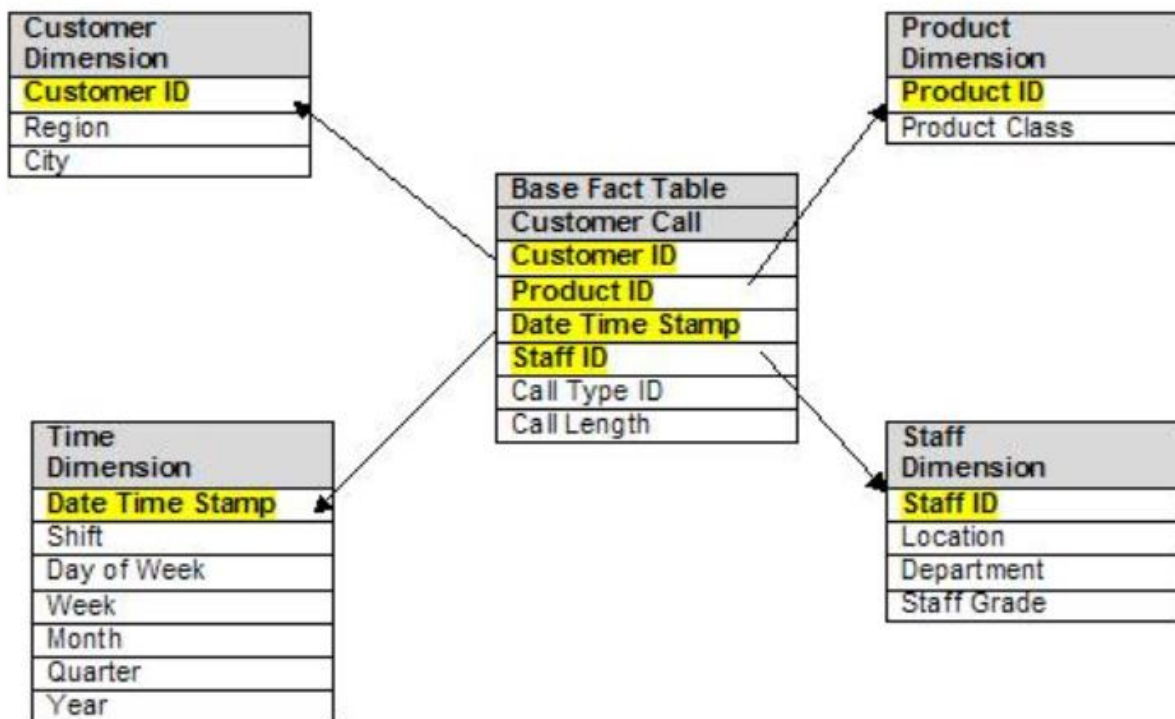 Customer
Dimension
Customer ID
Region
City
Product
Dimension
Product ID
Product Class
Base Fact Table
Customer Call
Customer ID
Product ID
Date Time Stamp
Staff ID
Call Type ID
Call Length
Time
Dimension
Date Time Stamp
Shift
Day of Week
Week
Month
Quarter
Year
Staff
Dimension
Staff ID
Location
Department
Staff Grade